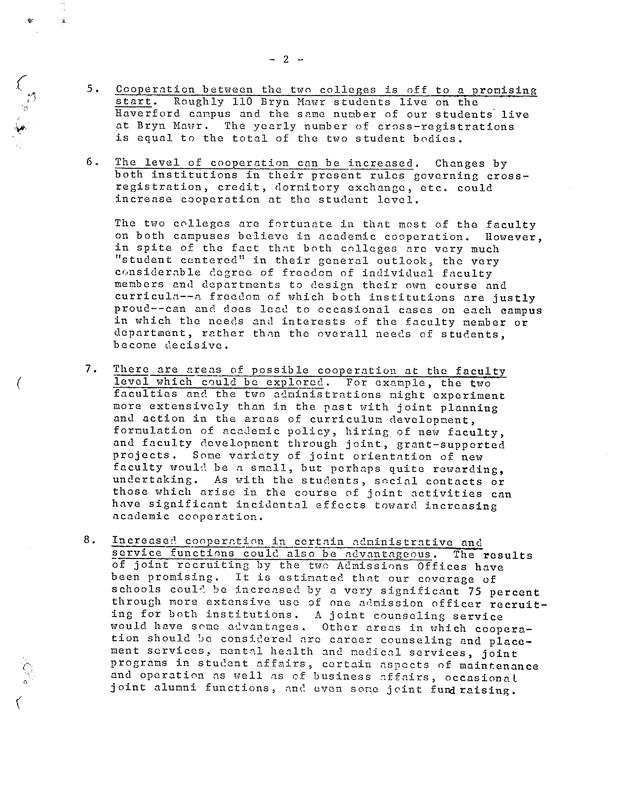 - 2 -
5. Cooperation between the two colleges is off to a promising
start. Roughly 110 Bryn Mawr students live on the
Haverford campus and the same number of our students live
at Bryn Mawr. The yearly number of cross-registrations
is equal to the total of the two student bodies.
6. The level of cooperation can be increased. Changes by
both institutions in their present rules governing cross-
registration, credit, dormitory exchange, etc. could
increase cooperation at the student level.
The two colleges are fortunate in that most of the faculty
on both campuses believe in academic cooperation. However,
in spite of the fact that both colleges are very much
"student centered" in their general outlook, the very
considerable degree of freedom of individual faculty
members and departments to design their own course and
curricula--a freedom of which both institutions are justly
proud--can and does lead to occasional cases on each campus
in which the needs and interests of the faculty member or
department, rather than the overall needs of students,
become decisive.
7. There are areas of possible cooperation at the faculty
level which could be explored. For example, the two
faculties and the two administrations might experiment
more extensively than in the past with joint planning
and action in the areas of curriculum development,
formulation of academic policy, hiring of new faculty,
and faculty development through joint, grant-supported
projects. Some variety of joint orientation of new
faculty would be a small, but perhaps quite rewarding,
undertaking. As with the students, social contacts or
those which arise in the course of joint activities can
have significant incidental effects toward increasing
academic cooperation.
8. Increased cooperation in certain administrative and
service functions could also be advantageous. The results
of joint recruiting by the two Admissions Offices have
been promising. It is estimated that our coverage of
schools could be increased by a very significant 75 percent
through more extensive use of one admission officer recruit-
ing for both institutions. A joint counseling service
would have some advantages. Other areas in which coopera-
tion should be considered are career counseling and place-
ment services, mental health and medical services, joint
programs in student affairs, certain aspects of maintenance
and operation as well as of business affairs, occasional
joint alumni functions, and even some joint fund raising.